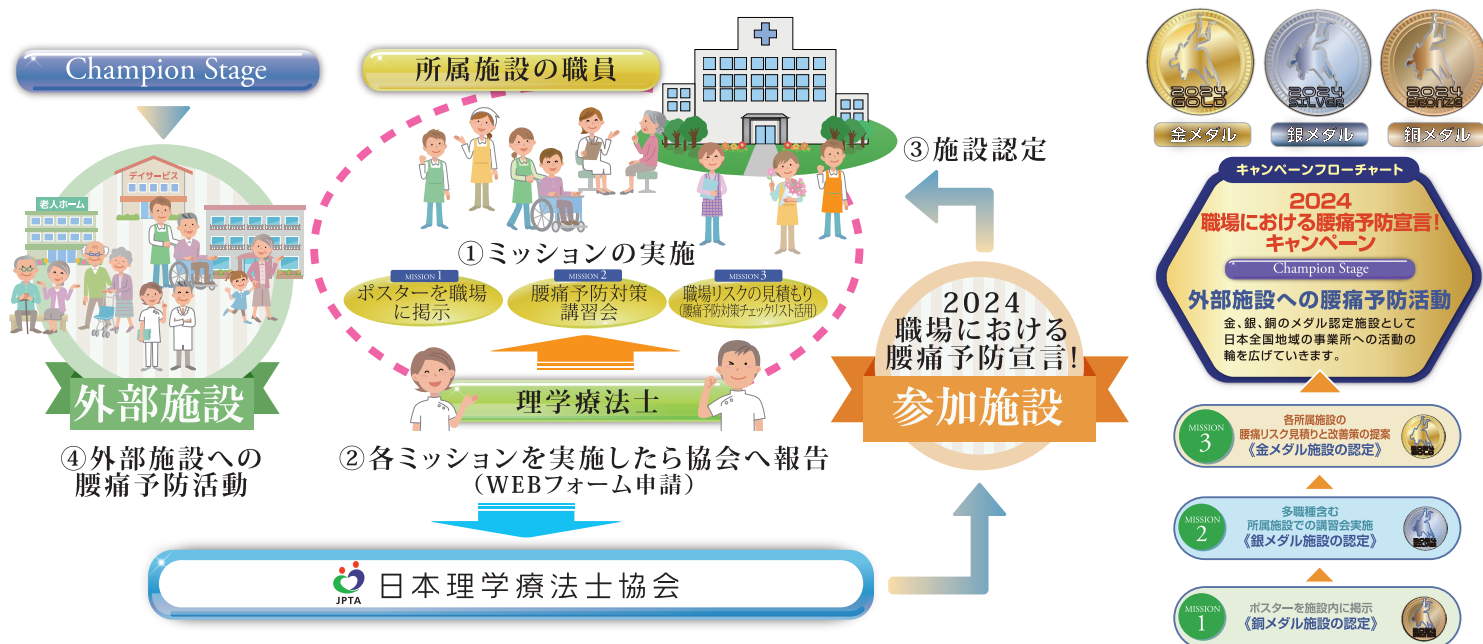 Champion Stage
デイサービス
老人ホーム
外部施設
④外部施設への
腰痛予防活動
所属施設の職員
①ミッションの実施
MISSION 1
ポスターを職場
に掲示
MISSION 2
腰痛予防対策
講習会
MISSION 3
職場リスクの見積もり
(腰痛予防対策チェックリスト活用)
理学療法士
②各ミッションを実施したら協会へ報告
(WEBフォーム申請)
JPTA
日本理学療法士協会
③施設認定
2024
職場における
腰痛予防宣言!
参加施設
2024
GOLD
金メダル
2024
SILVER
銀メダル
2024
BRONZE
銅メダル
キャンペーンフローチャート
2024
職場における腰痛予防宣言!
キャンペーン
Champion Stage
外部施設への腰痛予防活動
金、銀、銅のメダル認定施設として
日本全国地域の事業所への活動の
輪を広げていきます。
MISSION
3
各所属施設の
腰痛リスク見積りと改善策の提案
《金メダル施設の認定》
MISSION
2
多職種含む
所属施設での講習会実施
《銀メダル施設の認定》
MISSION
1
ポスターを施設内に掲示
《銅メダル施設の認定》